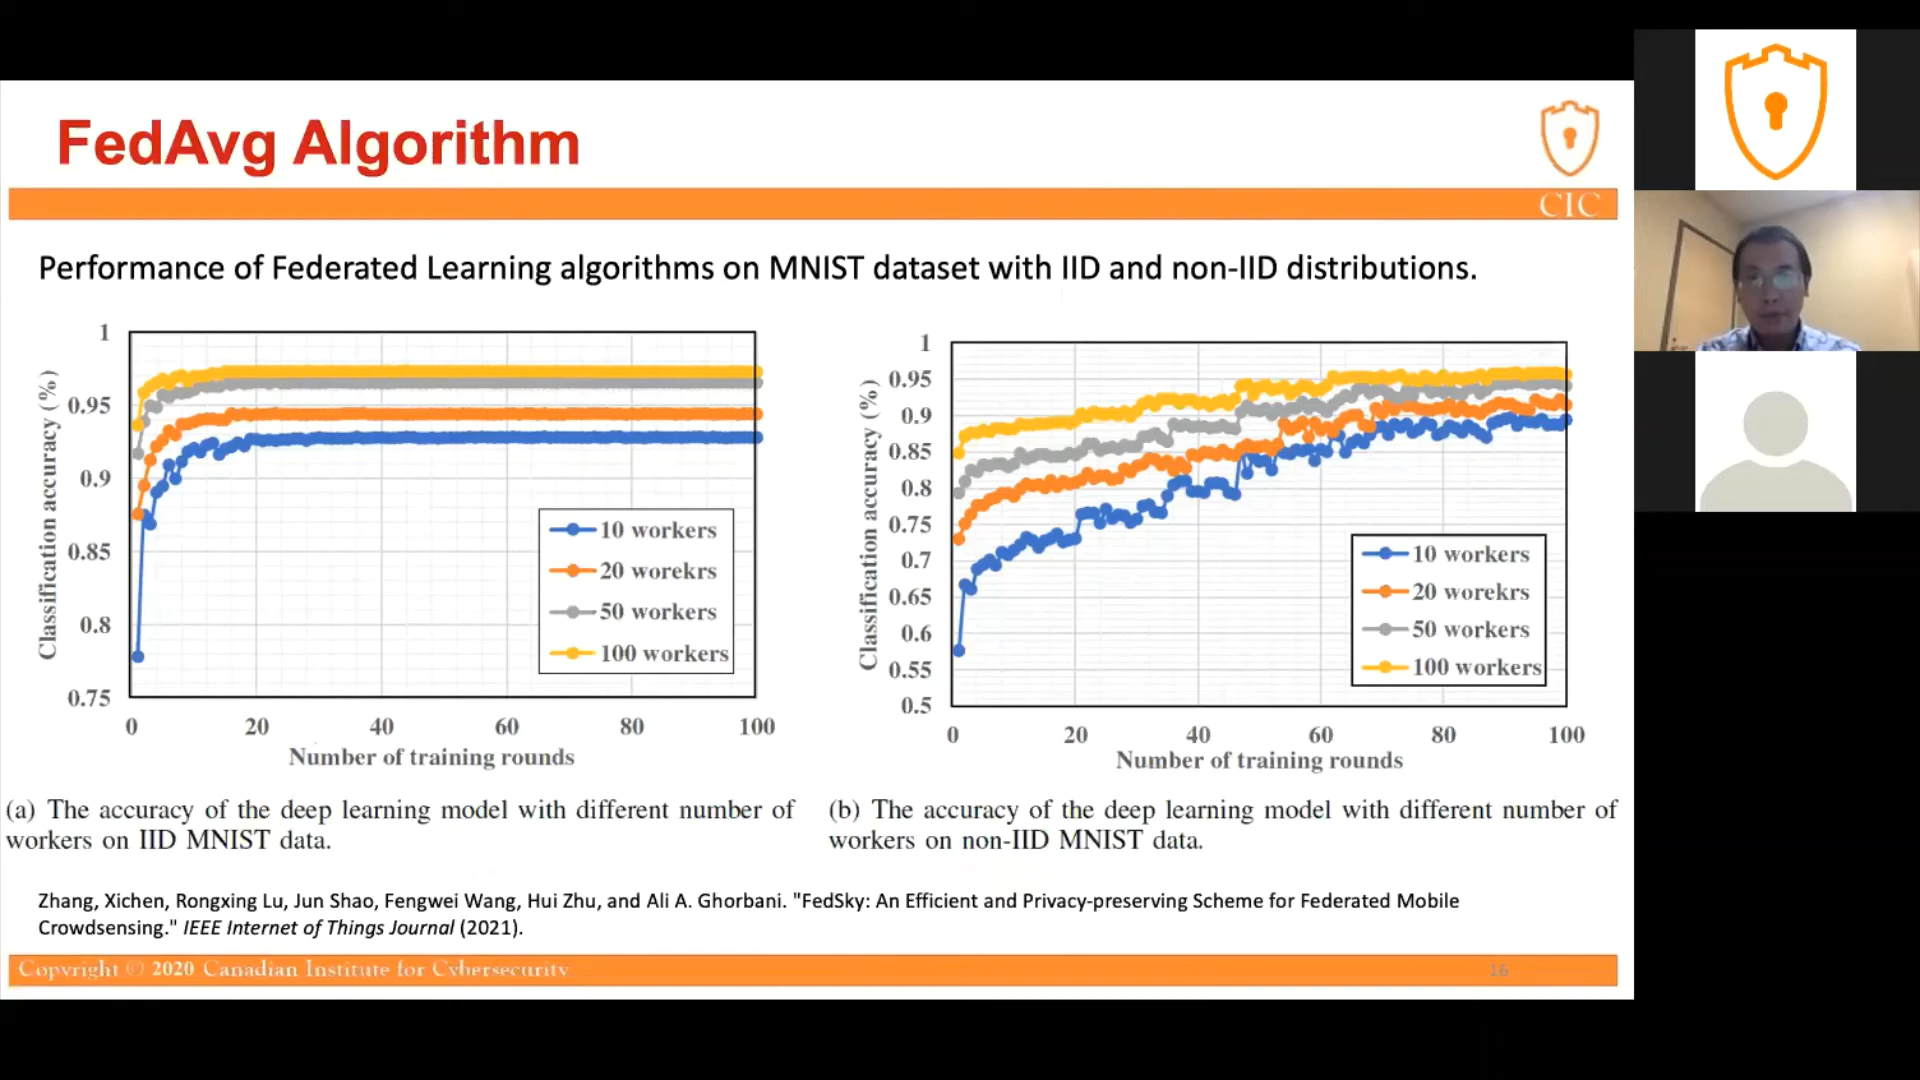 FedAvg Algorithm
CIC
Performance of Federated Learning algorithms on MNIST dataset with IID and non-IID distributions.
1
0.95
0.9
0.85
0.8
0.75
Classification accuracy (%)
0 20 40 60 80 100
Number of training rounds
10 workers
20 worekrs
50 workers
100 workers
1
0.95
0.9
0.85
0.8
0.75
0.7
0.65
0.6
0.55
0.5
Classification accuracy (%)
0 20 40 60 80 100
Number of training rounds
10 workers
20 worekrs
50 workers
100 workers
(a) The accuracy of the deep learning model with different number of
workers on IID MNIST data.
(b) The accuracy of the deep learning model with different number of
workers on non-IID MNIST data.
Zhang, Xichen, Rongxing Lu, Jun Shao, Fengwei Wang, Hui Zhu, and Ali A. Ghorbani. "FedSky: An Efficient and Privacy-preserving Scheme for Federated Mobile
Crowdsensing." IEEE Internet of Things Journal (2021).
Copyright © 2020 Canadian Institute for Cybersecurity
16